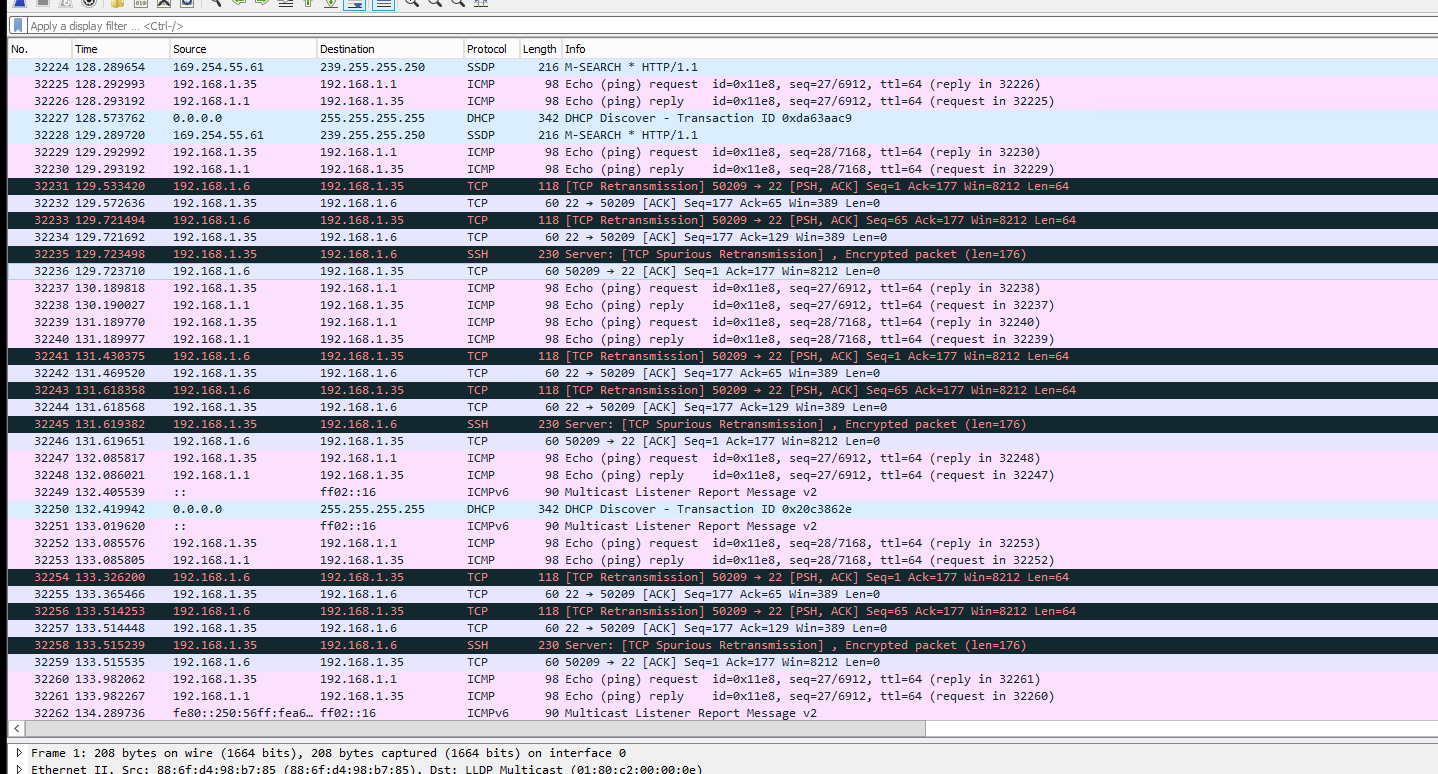 Apply a display filter ... <Ctrl-/>
No. Time Source Destination Protocol Length Info
32224 128.289654 169.254.55.61 239.255.255.250 SSDP 216 M-SEARCH * HTTP/1.1
32225 128.292993 192.168.1.35 192.168.1.1 ICMP 98 Echo (ping) request id=0x11e8, seq=27/6912, ttl=64 (reply in 32226)
32226 128.293192 192.168.1.1 192.168.1.35 ICMP 98 Echo (ping) reply id=0x11e8, seq=27/6912, ttl=64 (request in 32225)
32227 128.573762 0.0.0.0 255.255.255.255 DHCP 342 DHCP Discover - Transaction ID 0xda63aac9
32228 129.289720 169.254.55.61 239.255.255.250 SSDP 216 M-SEARCH * HTTP/1.1
32229 129.292992 192.168.1.35 192.168.1.1 ICMP 98 Echo (ping) request id=0x11e8, seq=28/7168, ttl=64 (reply in 32230)
32230 129.293192 192.168.1.1 192.168.1.35 ICMP 98 Echo (ping) reply id=0x11e8, seq=28/7168, ttl=64 (request in 32229)
32231 129.533420 192.168.1.6 192.168.1.35 TCP 118 [TCP Retransmission] 50209 → 22 [PSH, ACK] Seq=1 Ack=177 Win=8212 Len=64
32232 129.572636 192.168.1.35 192.168.1.6 TCP 60 22 → 50209 [ACK] Seq=177 Ack=65 Win=389 Len=0
32233 129.721494 192.168.1.6 192.168.1.35 TCP 118 [TCP Retransmission] 50209 → 22 [PSH, ACK] Seq=65 Ack=177 Win=8212 Len=64
32234 129.721692 192.168.1.35 192.168.1.6 TCP 60 22 → 50209 [ACK] Seq=177 Ack=129 Win=389 Len=0
32235 129.723498 192.168.1.35 192.168.1.6 SSH 230 Server: [TCP Spurious Retransmission] , Encrypted packet (len=176)
32236 129.723710 192.168.1.6 192.168.1.35 TCP 60 50209 → 22 [ACK] Seq=1 Ack=177 Win=8212 Len=0
32237 130.189818 192.168.1.35 192.168.1.1 ICMP 98 Echo (ping) request id=0x11e8, seq=27/6912, ttl=64 (reply in 32238)
32238 130.190027 192.168.1.1 192.168.1.35 ICMP 98 Echo (ping) reply id=0x11e8, seq=27/6912, ttl=64 (request in 32237)
32239 131.189770 192.168.1.35 192.168.1.1 ICMP 98 Echo (ping) request id=0x11e8, seq=28/7168, ttl=64 (reply in 32240)
32240 131.189977 192.168.1.1 192.168.1.35 ICMP 98 Echo (ping) reply id=0x11e8, seq=28/7168, ttl=64 (request in 32239)
32241 131.430375 192.168.1.6 192.168.1.35 TCP 118 [TCP Retransmission] 50209 → 22 [PSH, ACK] Seq=1 Ack=177 Win=8212 Len=64
32242 131.469520 192.168.1.35 192.168.1.6 TCP 60 22 → 50209 [ACK] Seq=177 Ack=65 Win=389 Len=0
32243 131.618358 192.168.1.6 192.168.1.35 TCP 118 [TCP Retransmission] 50209 → 22 [PSH, ACK] Seq=65 Ack=177 Win=8212 Len=64
32244 131.618568 192.168.1.35 192.168.1.6 TCP 60 22 → 50209 [ACK] Seq=177 Ack=129 Win=389 Len=0
32245 131.619382 192.168.1.35 192.168.1.6 SSH 230 Server: [TCP Spurious Retransmission] , Encrypted packet (len=176)
32246 131.619651 192.168.1.6 192.168.1.35 TCP 60 50209 → 22 [ACK] Seq=1 Ack=177 Win=8212 Len=0
32247 132.085817 192.168.1.35 192.168.1.1 ICMP 98 Echo (ping) request id=0x11e8, seq=27/6912, ttl=64 (reply in 32248)
32248 132.086021 192.168.1.1 192.168.1.35 ICMP 98 Echo (ping) reply id=0x11e8, seq=27/6912, ttl=64 (request in 32247)
32249 132.405539 :: ff02::16 ICMPv6 90 Multicast Listener Report Message v2
32250 132.419942 0.0.0.0 255.255.255.255 DHCP 342 DHCP Discover - Transaction ID 0x20c3862e
32251 133.019620 :: ff02::16 ICMPv6 90 Multicast Listener Report Message v2
32252 133.085576 192.168.1.35 192.168.1.1 ICMP 98 Echo (ping) request id=0x11e8, seq=28/7168, ttl=64 (reply in 32253)
32253 133.085805 192.168.1.1 192.168.1.35 ICMP 98 Echo (ping) reply id=0x11e8, seq=28/7168, ttl=64 (request in 32252)
32254 133.326200 192.168.1.6 192.168.1.35 TCP 118 [TCP Retransmission] 50209 → 22 [PSH, ACK] Seq=1 Ack=177 Win=8212 Len=64
32255 133.365466 192.168.1.35 192.168.1.6 TCP 60 22 → 50209 [ACK] Seq=177 Ack=65 Win=389 Len=0
32256 133.514253 192.168.1.6 192.168.1.35 TCP 118 [TCP Retransmission] 50209 → 22 [PSH, ACK] Seq=65 Ack=177 Win=8212 Len=64
32257 133.514448 192.168.1.35 192.168.1.6 TCP 60 22 → 50209 [ACK] Seq=177 Ack=129 Win=389 Len=0
32258 133.515239 192.168.1.35 192.168.1.6 SSH 230 Server: [TCP Spurious Retransmission] , Encrypted packet (len=176)
32259 133.515535 192.168.1.6 192.168.1.35 TCP 60 50209 → 22 [ACK] Seq=1 Ack=177 Win=8212 Len=0
32260 133.982062 192.168.1.35 192.168.1.1 ICMP 98 Echo (ping) request id=0x11e8, seq=27/6912, ttl=64 (reply in 32261)
32261 133.982267 192.168.1.1 192.168.1.35 ICMP 98 Echo (ping) reply id=0x11e8, seq=27/6912, ttl=64 (request in 32260)
32262 134.289736 fe80::250:56ff:fea6… ff02::16 ICMPv6 90 Multicast Listener Report Message v2
Frame 1: 208 bytes on wire (1664 bits), 208 bytes captured (1664 bits) on interface 0
Ethernet II, Src: 88:6f:d4:98:b7:85 (88:6f:d4:98:b7:85), Dst: LLDP_Multicast (01:80:c2:00:00:0e)